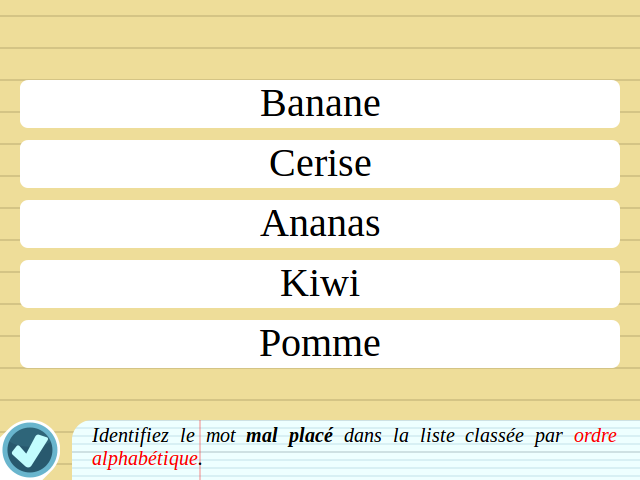 Banane
Cerise
Ananas
Kiwi
Pomme
Identifiez le mot mal placé dans la liste classée par ordre
alphabétique.